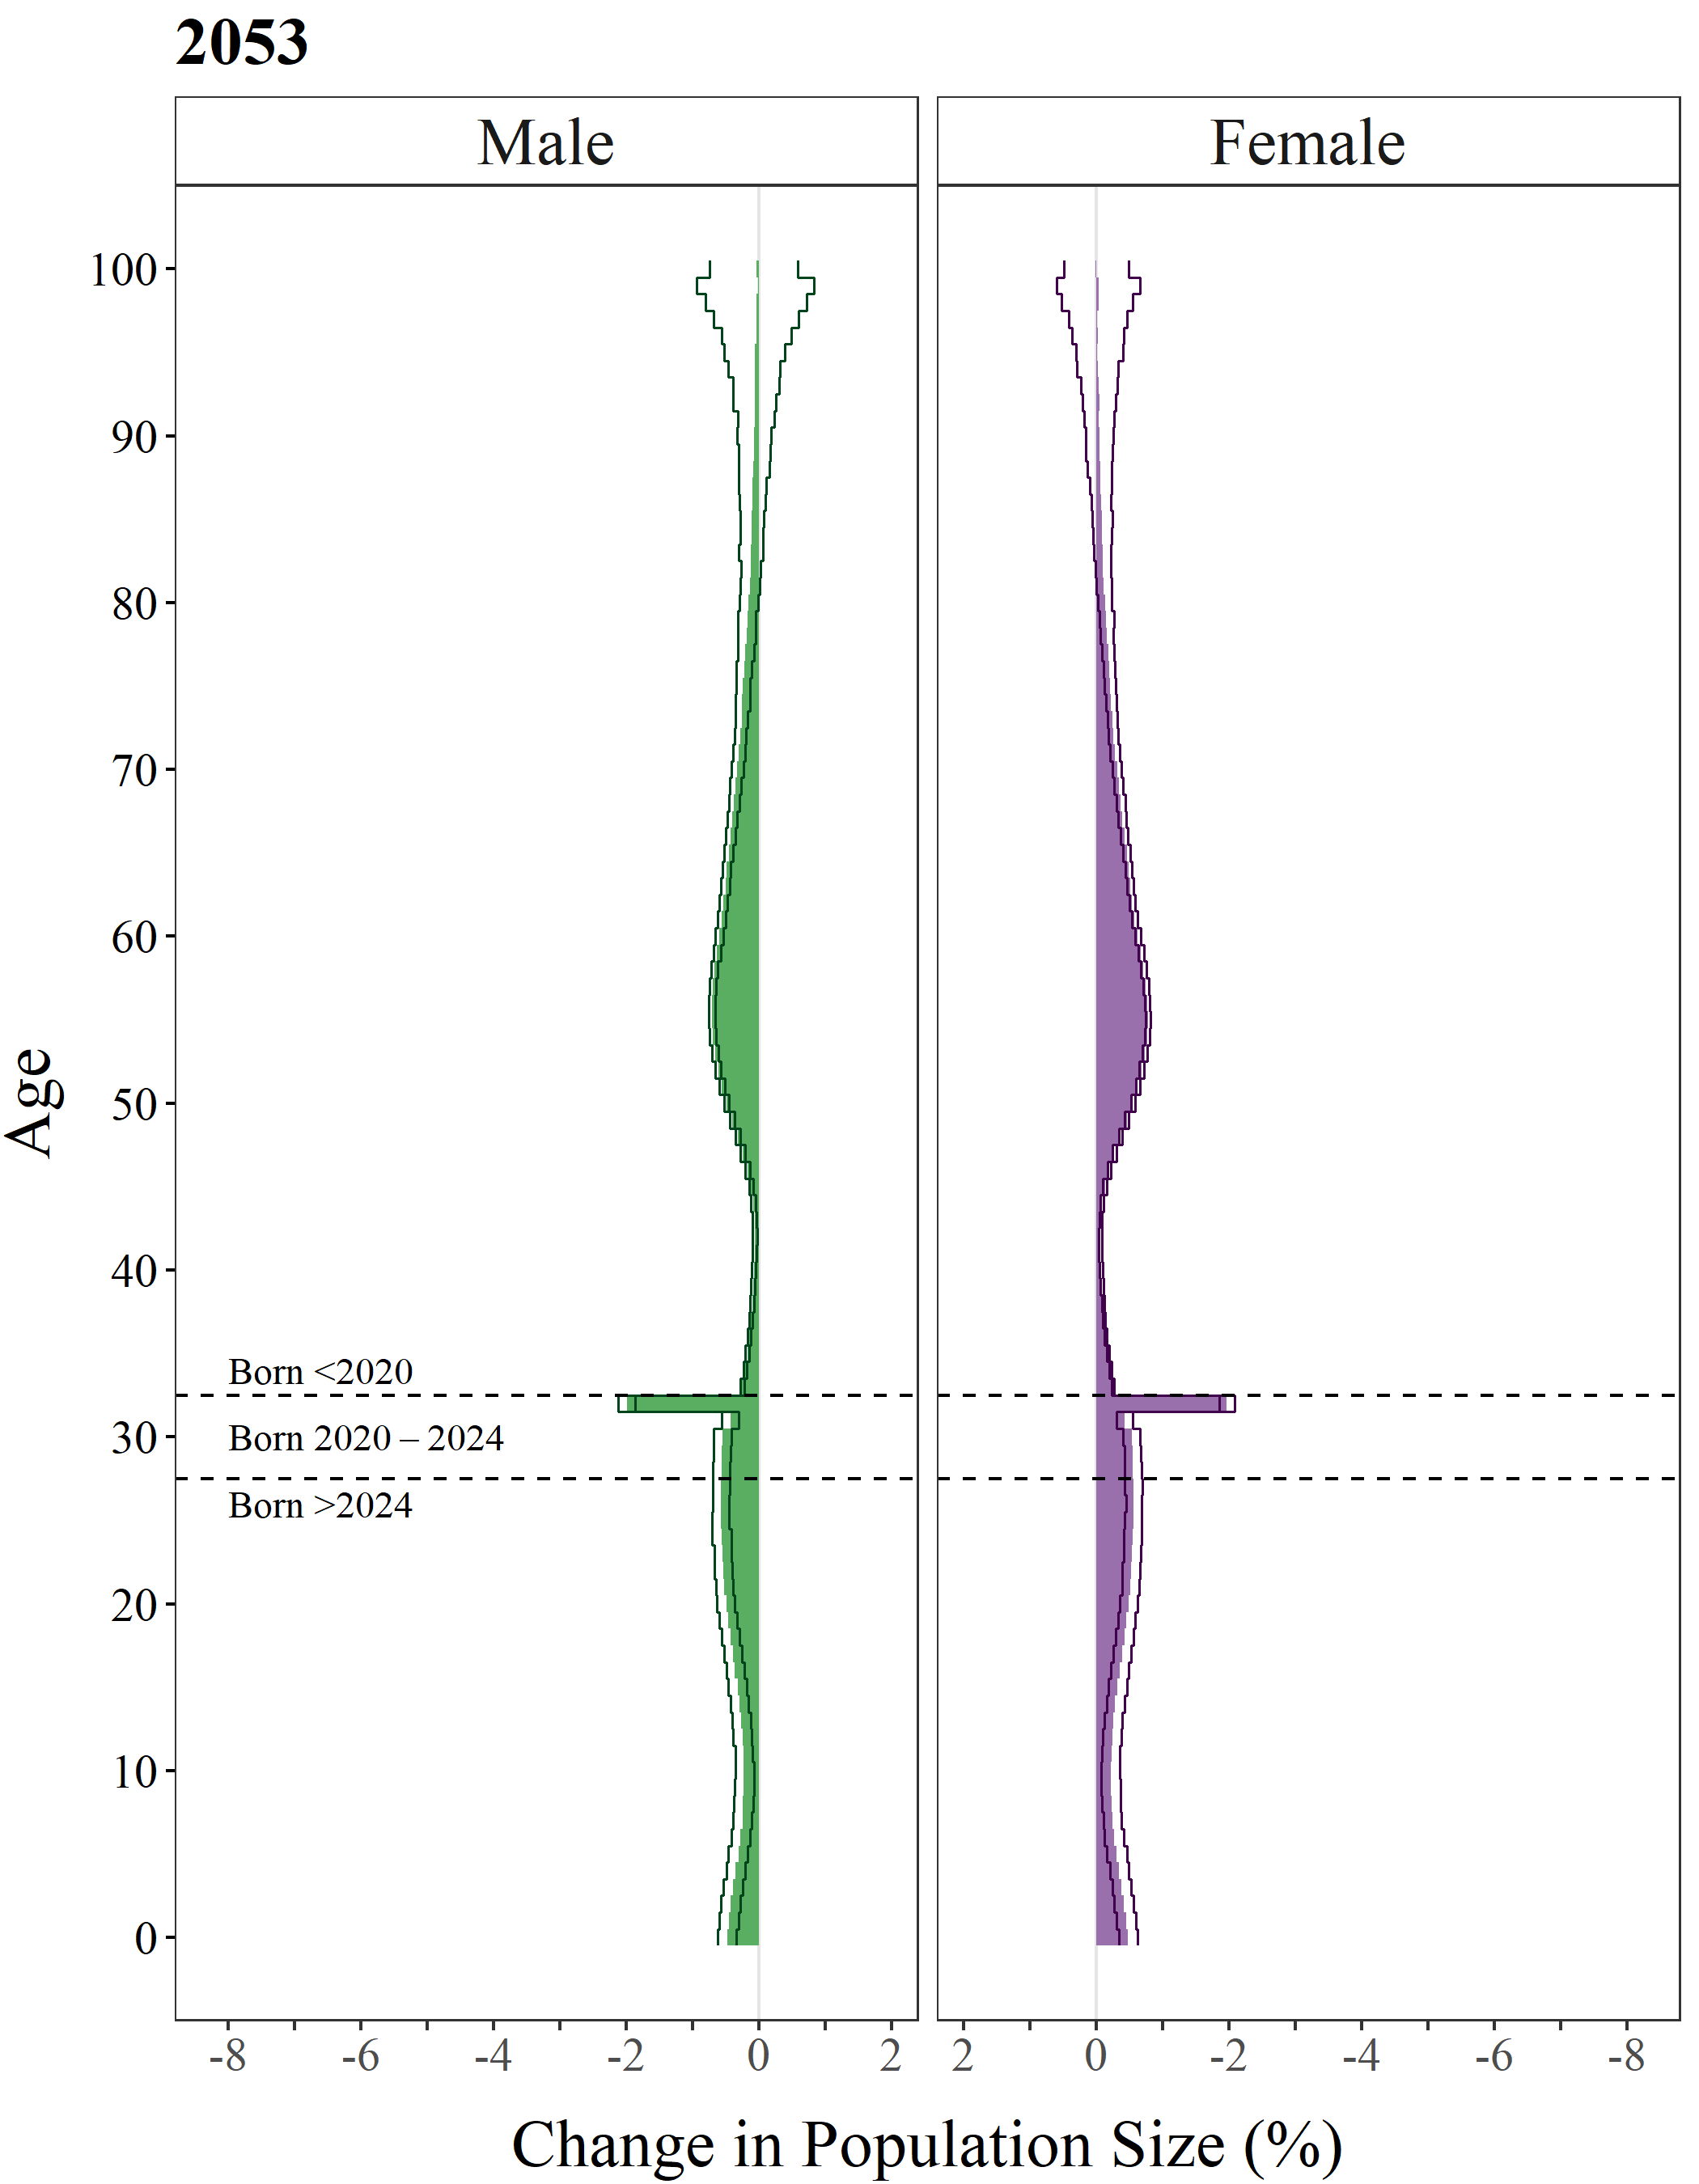 2053
Male Female
100
90
80
70
60
50
40
30
20
10
0
Age
Born <2020
Born 2020 – 2024
Born >2024
-8 -6 -4 -2 0 2 2 0 -2 -4 -6 -8
Change in Population Size (%)